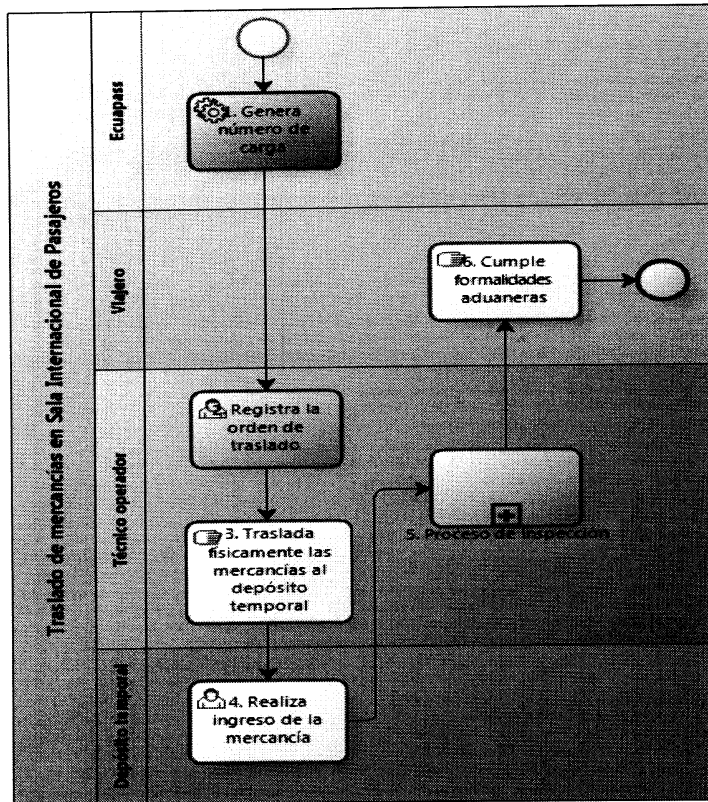 Traslado de mercancías en Sala Internacional de Pasajeros
Ecuapass
1. Genera
número de
carga
Viajero
6. Cumple
formalidades
aduaneras
Técnico operador
2. Registra la
orden de
traslado
3. Traslada
físicamente las
mercancías al
depósito
temporal
5. Proceso de Inspección
Depósito temporal
4. Realiza
ingreso de la
mercancía